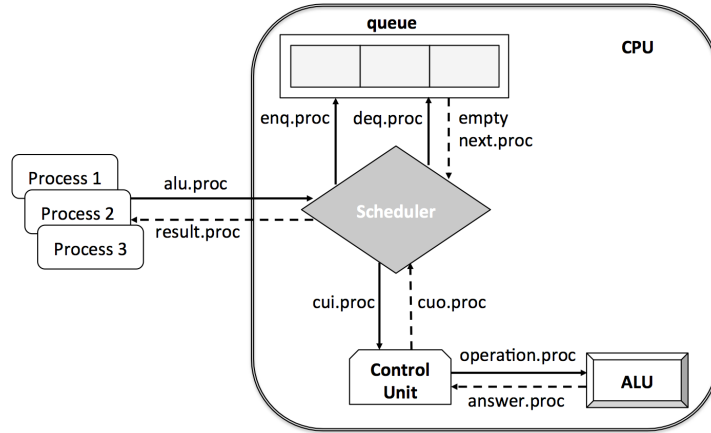 queue
CPU
enq.proc
deq.proc
empty
next.proc
Process 1
Process 2
Process 3
alu.proc
result.proc
Scheduler
cui.proc
cuo.proc
Control
Unit
operation.proc
answer.proc
ALU